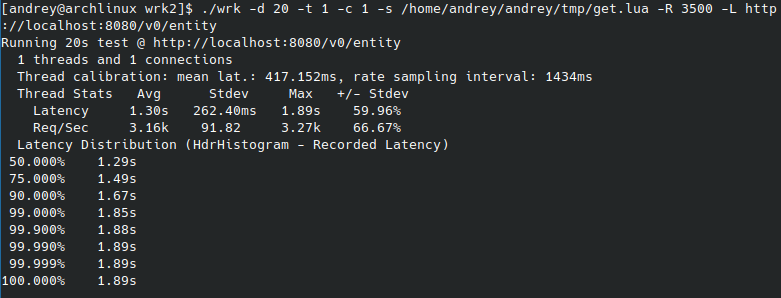 [andrey@archlinux wrk2]$ ./wrk -d 20 -t 1 -c 1 -s /home/andrey/andrey/tmp/get.lua -R 3500 -L http
://localhost:8080/v0/entity
Running 20s test @ http://localhost:8080/v0/entity
  1 threads and 1 connections
  Thread calibration: mean lat.: 417.152ms, rate sampling interval: 1434ms
  Thread Stats   Avg      Stdev     Max   +/- Stdev
    Latency     1.30s   262.40ms   1.89s    59.96%
    Req/Sec     3.16k    91.82     3.27k    66.67%
  Latency Distribution (HdrHistogram - Recorded Latency)
 50.000%    1.29s
 75.000%    1.49s
 90.000%    1.67s
 99.000%    1.85s
 99.900%    1.88s
 99.990%    1.89s
 99.999%    1.89s
100.000%    1.89s